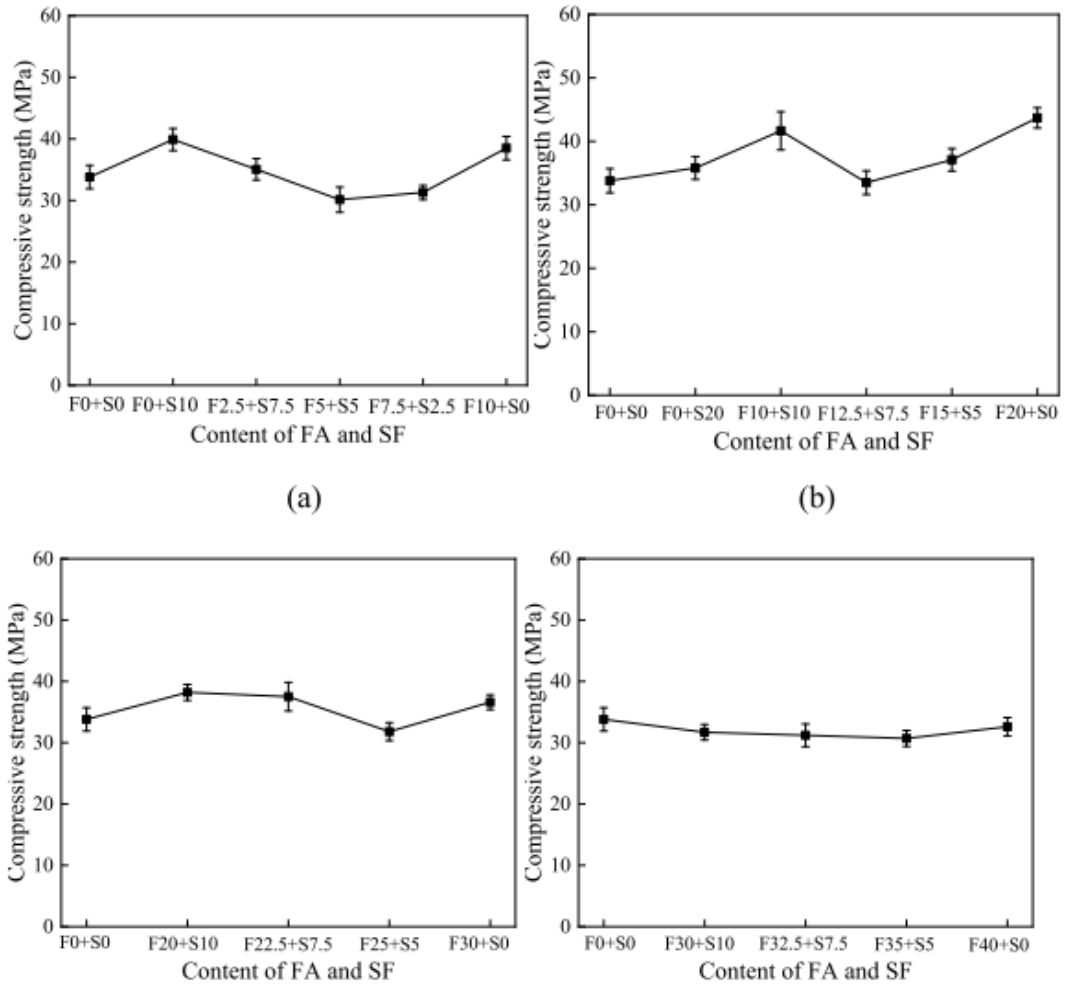 Compressive strength (MPa)
60
50
40
30
20
10
0
F0+S0 F0+S10 F2.5+S7.5 F5+S5 F7.5+S2.5 F10+S0
Content of FA and SF
(a)
Compressive strength (MPa)
60
50
40
30
20
10
0
F0+S0 F0+S20 F10+S10 F12.5+S7.5 F15+S5 F20+S0
Content of FA and SF
(b)
Compressive strength (MPa)
60
50
40
30
20
10
0
F0+S0 F20+S10 F22.5+S7.5 F25+S5 F30+S0
Content of FA and SF
Compressive strength (MPa)
60
50
40
30
20
10
0
F0+S0 F30+S10 F32.5+S7.5 F35+S5 F40+S0
Content of FA and SF